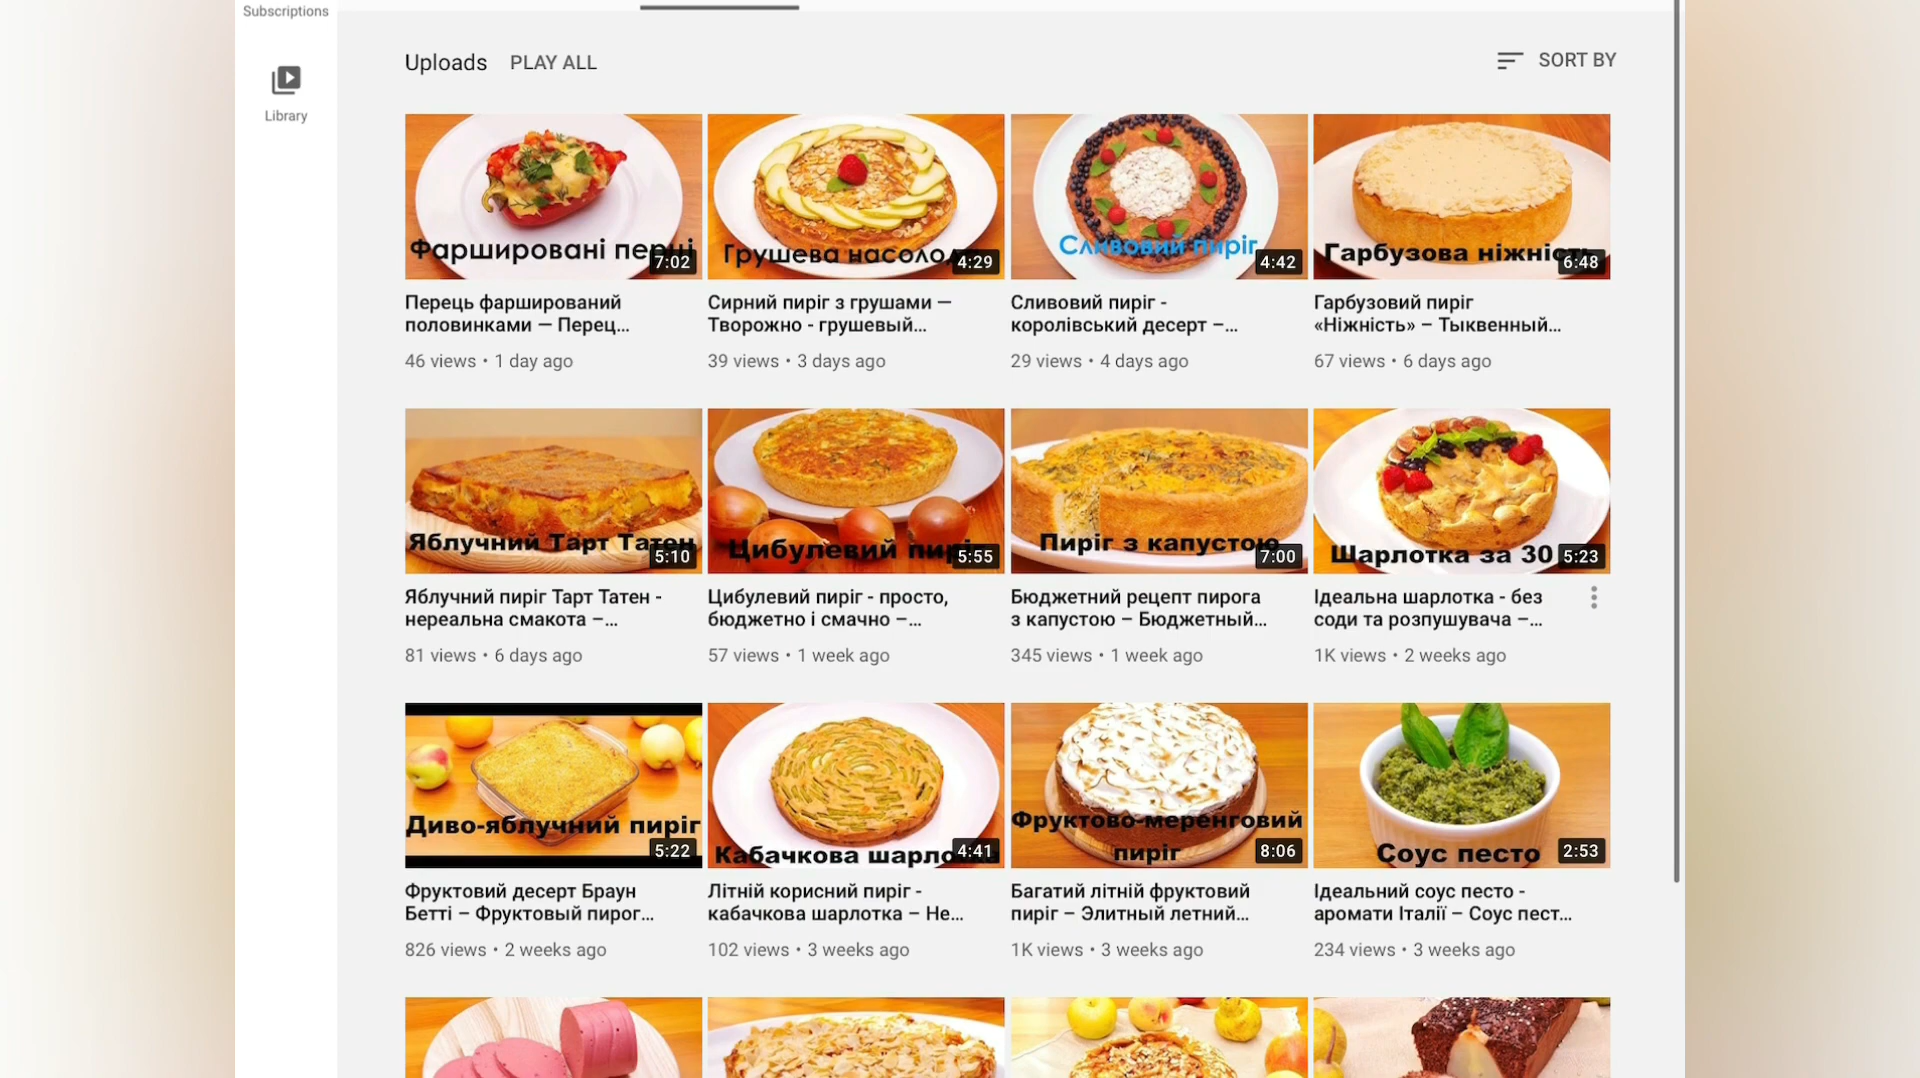 Subscriptions
Library
Uploads PLAY ALL
SORT BY
Фаршировані перці
7:02
Грушева насолод
4:29
Сливовий пиріг
4:42
Гарбузова ніжніст
6:48
Перець фарширований
половинками — Перец...
46 views • 1 day ago
Сирний пиріг з грушами —
Творожно - грушевый...
39 views • 3 days ago
Сливовий пиріг -
королівський десерт –...
29 views • 4 days ago
Гарбузовий пиріг
«Ніжність» – Тыквенный...
67 views • 6 days ago
Яблучний Тарт Татен
5:10
Цибулевий пиріг
5:55
Пиріг з капустою
7:00
Шарлотка за 30
5:23
Яблучний пиріг Тарт Татен -
нереальна смакота –...
81 views • 6 days ago
Цибулевий пиріг - просто,
бюджетно і смачно –...
57 views • 1 week ago
Бюджетний рецепт пирога
з капустою – Бюджетный...
345 views • 1 week ago
Ідеальна шарлотка - без
соди та розпушувача –...
1K views • 2 weeks ago
Диво-яблучний пиріг
5:22
Кабачкова шарло
4:41
Фруктово-меренговий
пиріг
8:06
Соус песто
2:53
Фруктовий десерт Браун
Бетті – Фруктовый пирог...
826 views • 2 weeks ago
Літній корисний пиріг -
кабачкова шарлотка – Не...
102 views • 3 weeks ago
Багатий літній фруктовий
пиріг – Элитный летний...
1K views • 3 weeks ago
Ідеальний соус песто -
аромати Італії – Соус пест...
234 views • 3 weeks ago